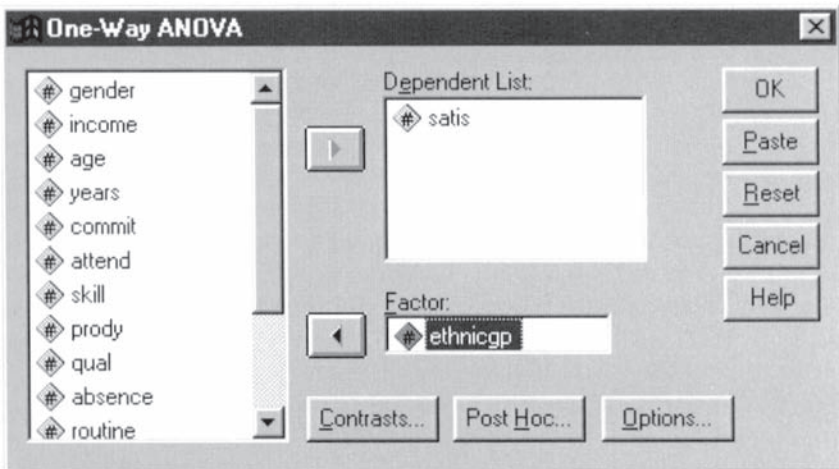 One-Way ANOVA
gender
income
age
years
commit
attend
skill
prody
qual
absence
routine
Dependent List:
satis
Factor:
ethnicgp
Contrasts...
Post Hoc...
Options...
OK
Paste
Reset
Cancel
Help